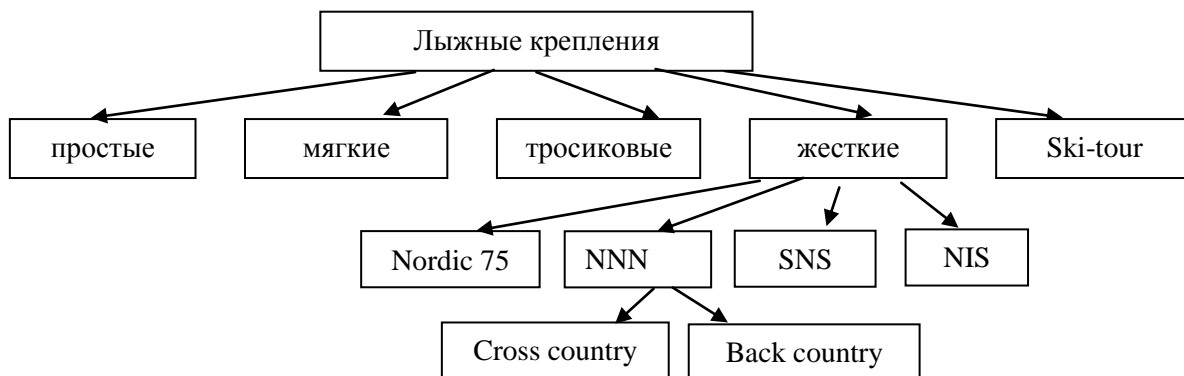 Лыжные крепления
простые
мягкие
тросиковые
жесткие
Ski-tour
Nordic 75
NNN
SNS
NIS
Cross country
Back country